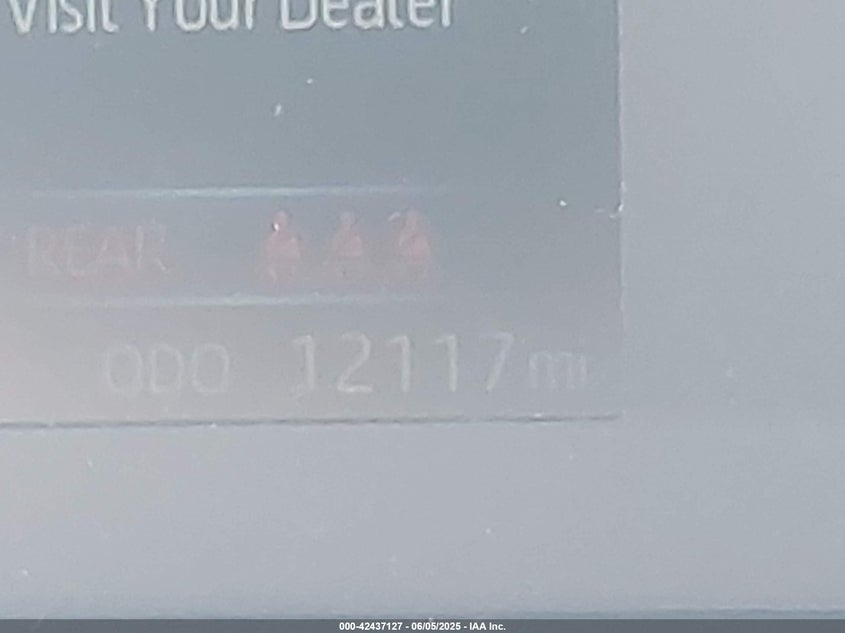 Visit Your Dealer
REAR
ODO 12117 mi
000-42437127 - 06/05/2025 - IAA Inc.